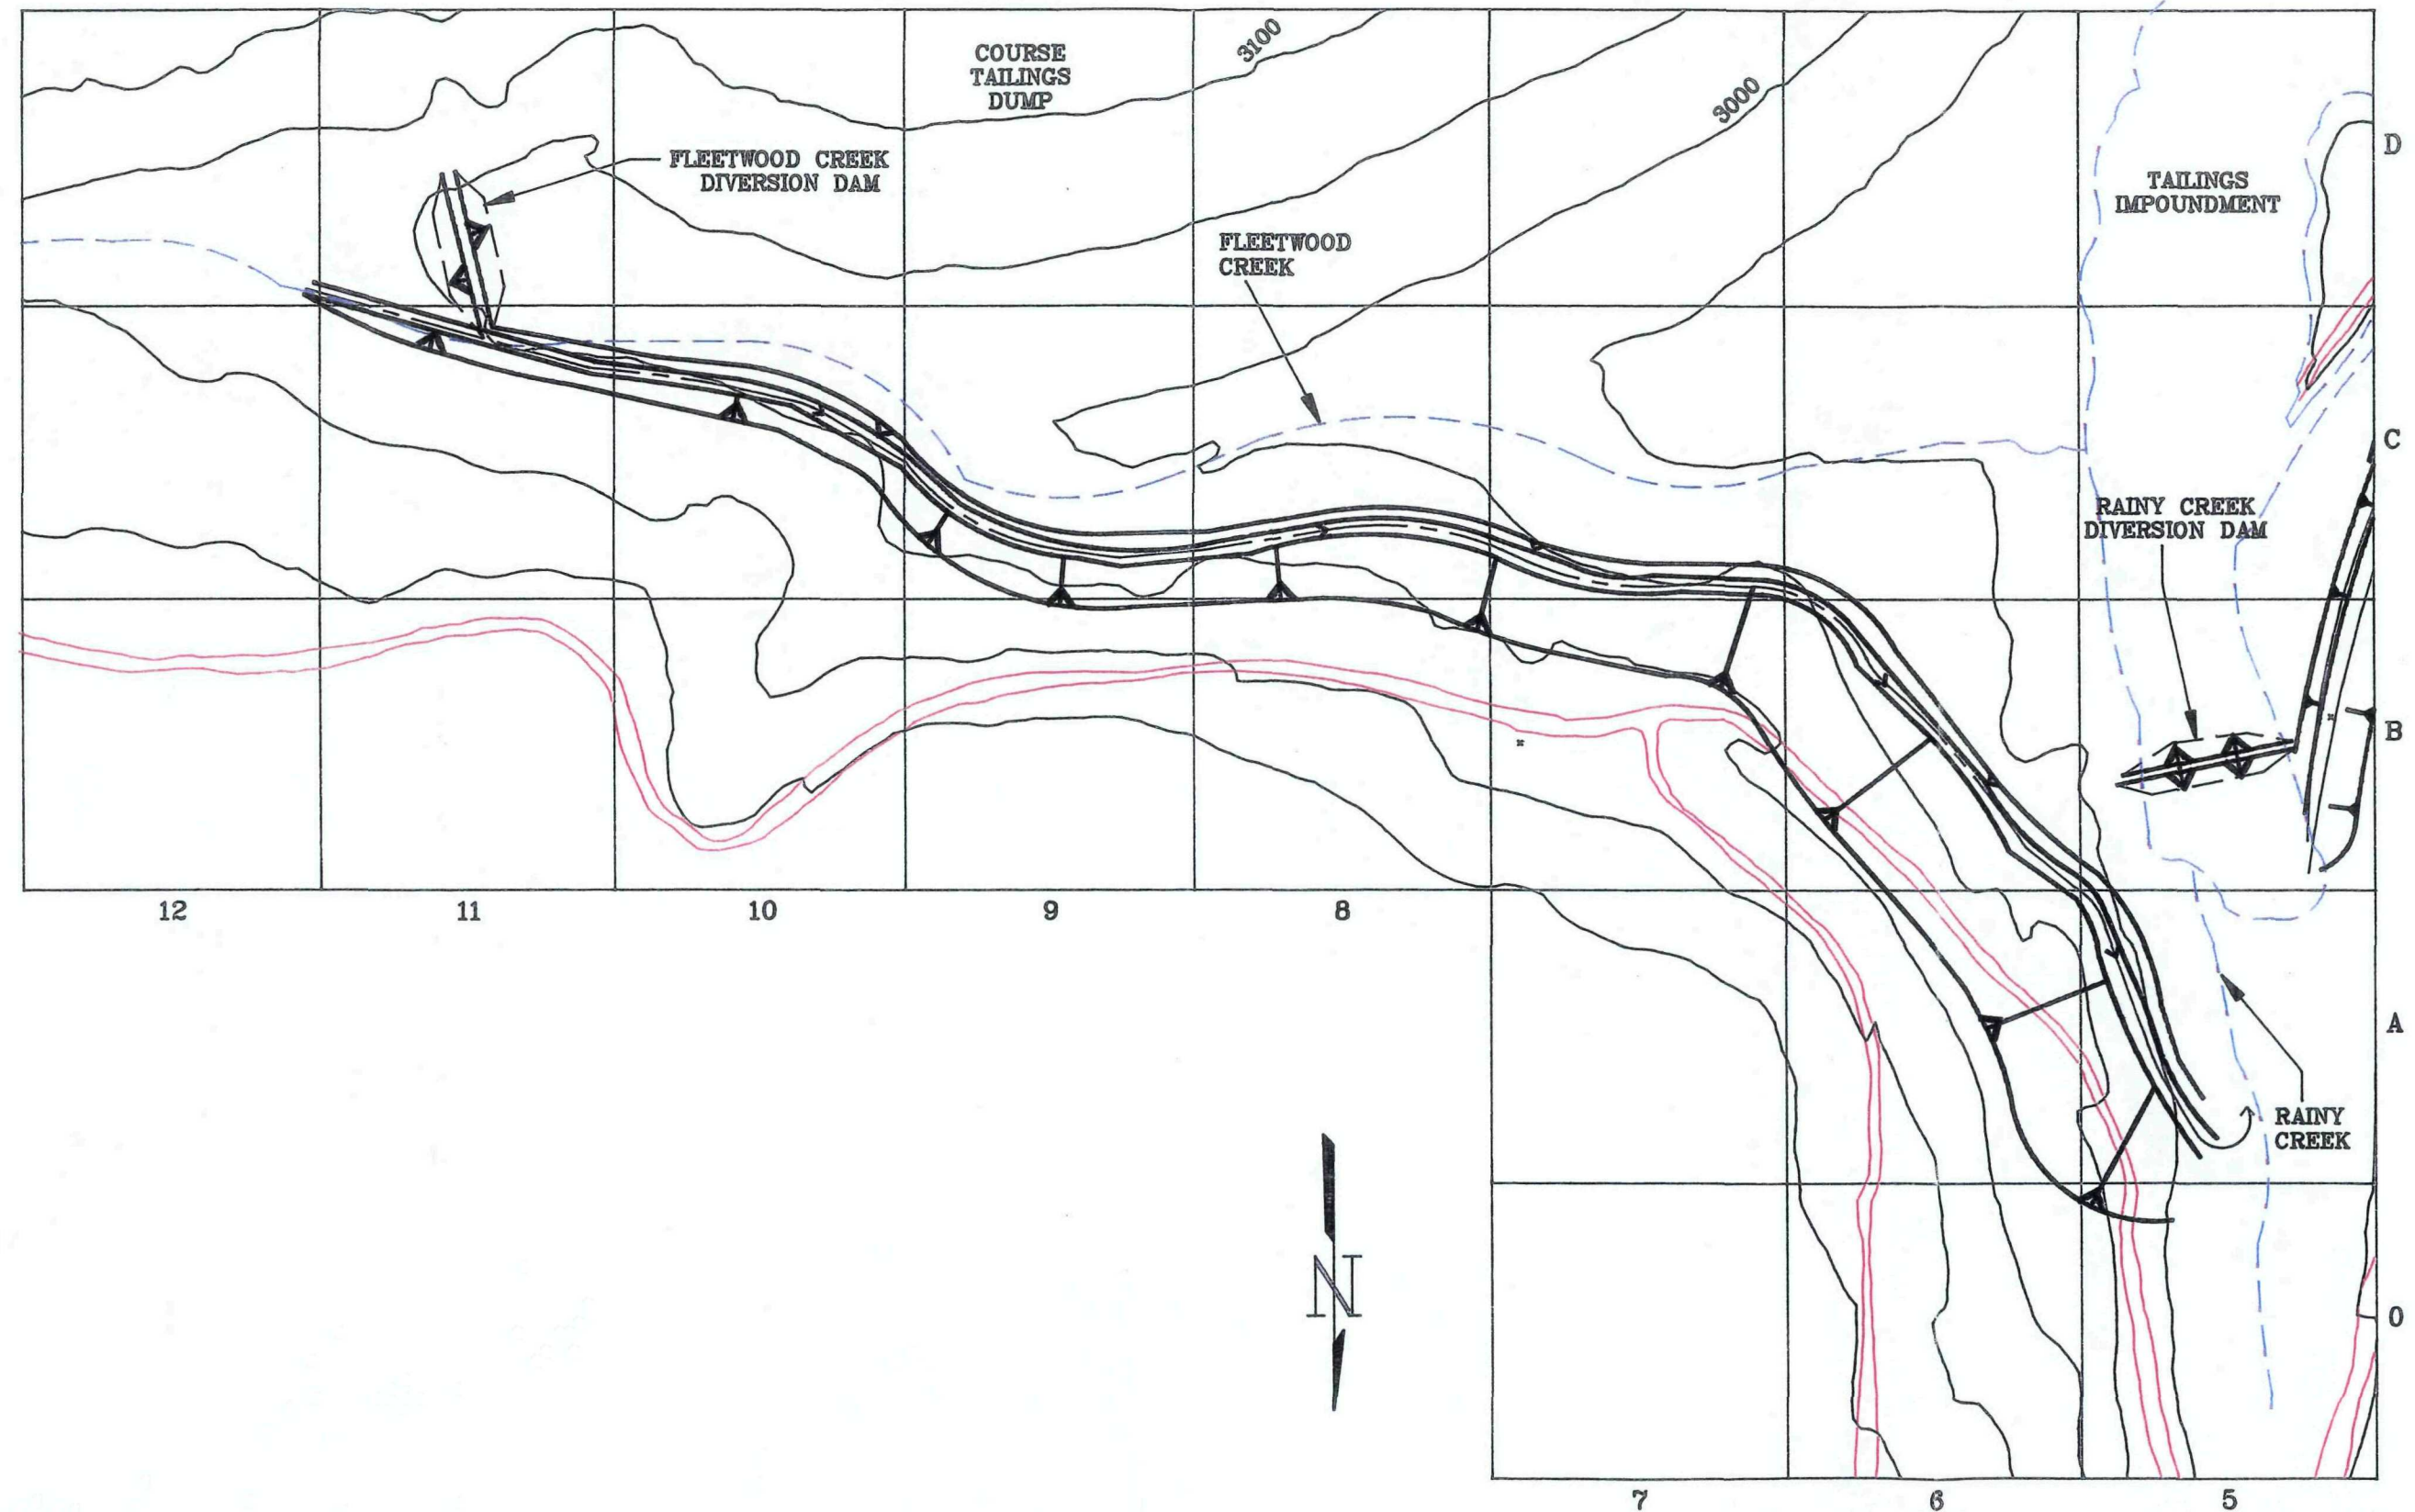 COURSE
TAILINGS
DUMP
3100
3000
FLEETWOOD CREEK
DIVERSION DAM
D
TAILINGS
IMPOUNDMENT
FLEETWOOD
CREEK
C
RAINY CREEK
DIVERSION DAM
B
12
11
10
9
8
A
RAINY
CREEK
N
0
7
6
5